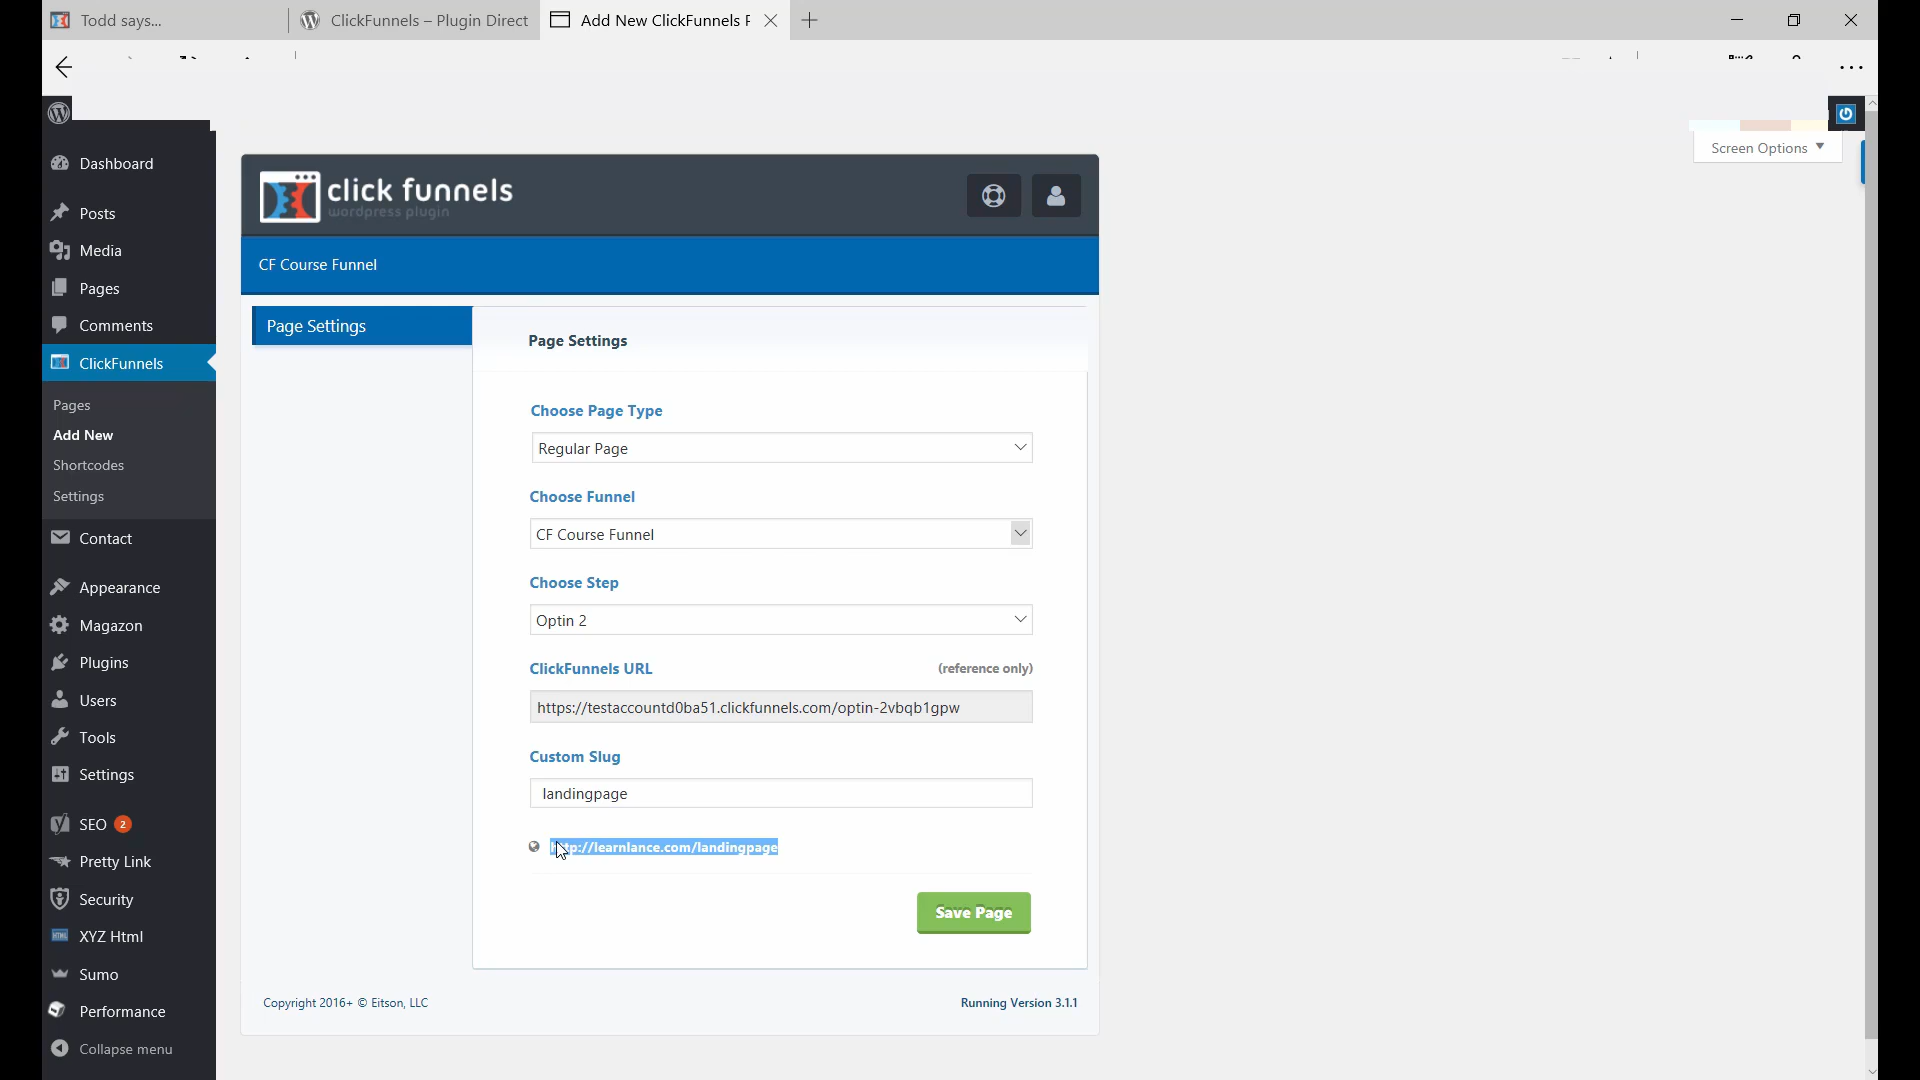 Todd says...
ClickFunnels – Plugin Direct
Add New ClickFunnels F
Screen Options
Dashboard
Posts
Media
Pages
Comments
ClickFunnels
Pages
Add New
Shortcodes
Settings
Contact
Appearance
Magazon
Plugins
Users
Tools
Settings
SEO 2
Pretty Link
Security
XYZ Html
Sumo
Performance
Collapse menu
click funnels
wordpress plugin
CF Course Funnel
Page Settings
Page Settings
Choose Page Type
Regular Page
Choose Funnel
CF Course Funnel
Choose Step
Optin 2
ClickFunnels URL (reference only)
https://testaccountd0ba51.clickfunnels.com/optin-2vbqb1gpw
Custom Slug
landingpage
http://learnlance.com/landingpage
Save Page
Copyright 2016+ © Eitson, LLC
Running Version 3.1.1